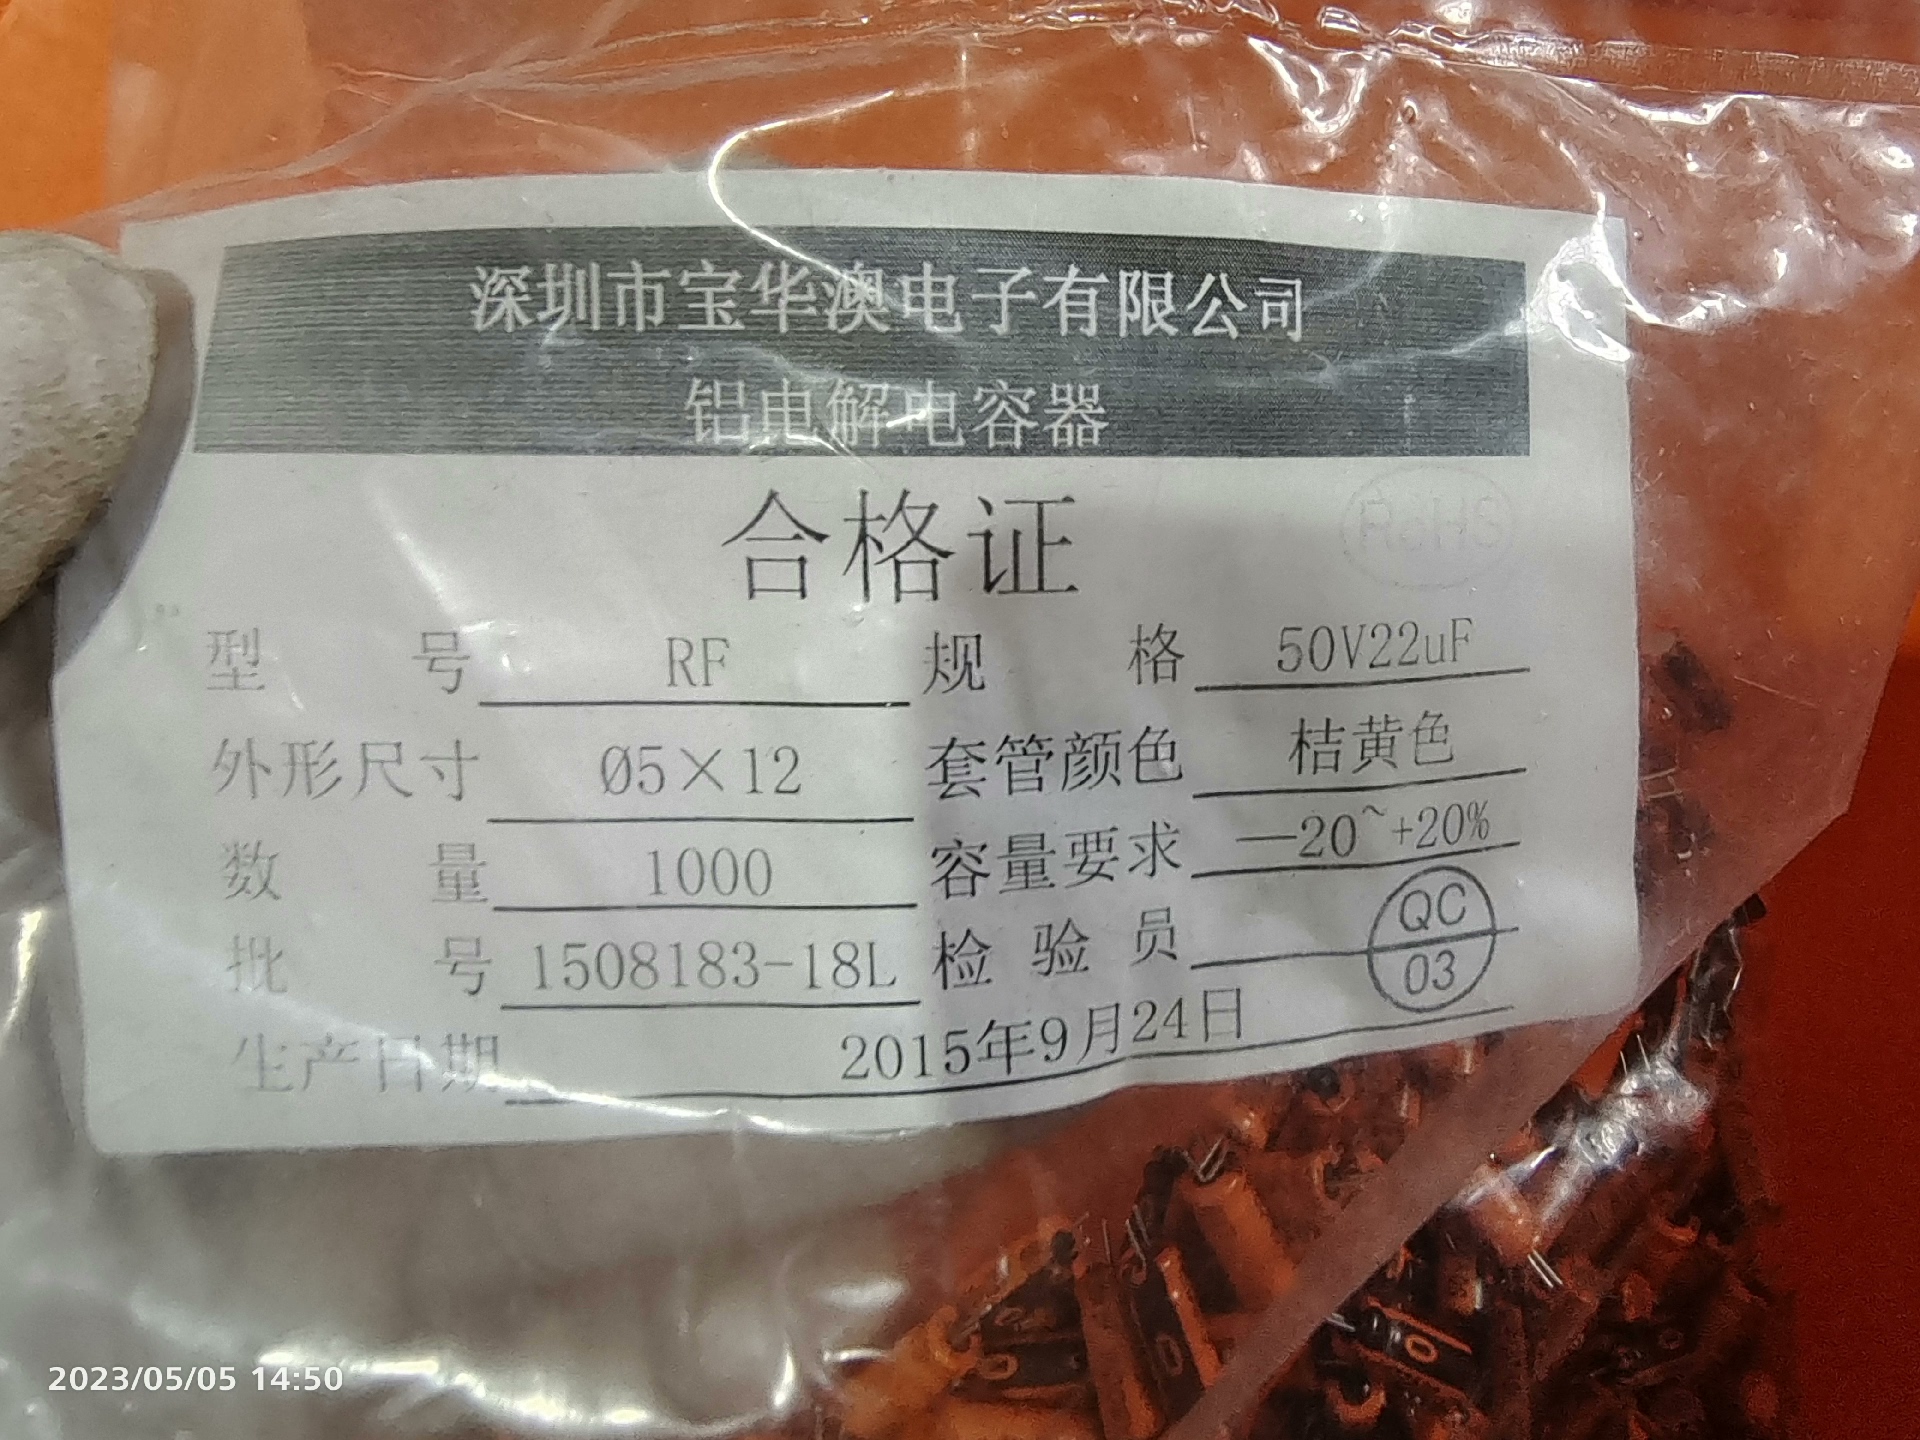 深圳市宝华澳电子有限公司
铝电解电容器
合格证
RoHS
型号 RF 规格 50V22uF
外形尺寸 Ø5×12 套管颜色 桔黄色
数量 1000 容量要求 —20~+20%
批号 1508183-18L 检验员 QC 03
生产日期 2015年9月24日
2023/05/05 14:50